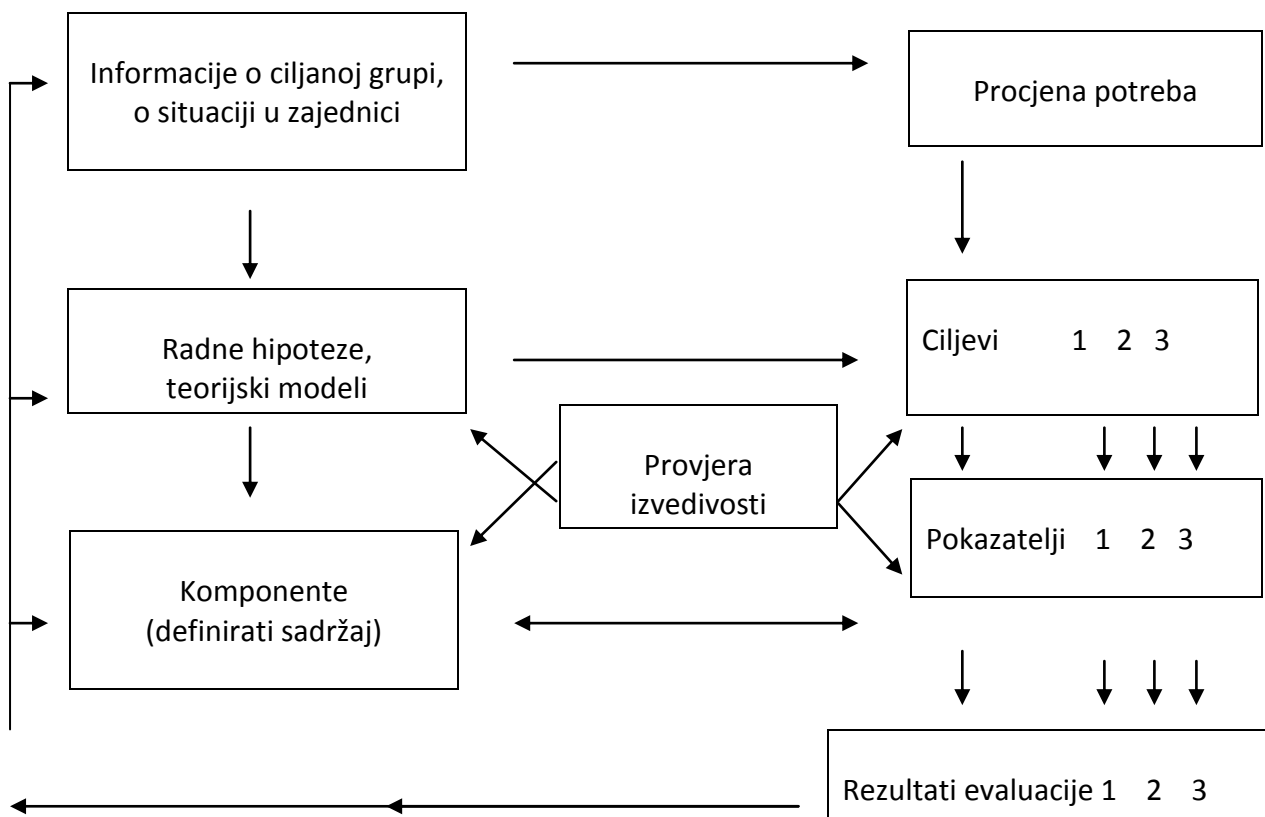 Informacije o ciljanoj grupi,
o situaciji u zajednici
Procjena potreba
Radne hipoteze,
teorijski modeli
Ciljevi 1 2 3
Provjera
izvedivosti
Pokazatelji 1 2 3
Komponente
(definirati sadržaj)
Rezultati evaluacije 1 2 3